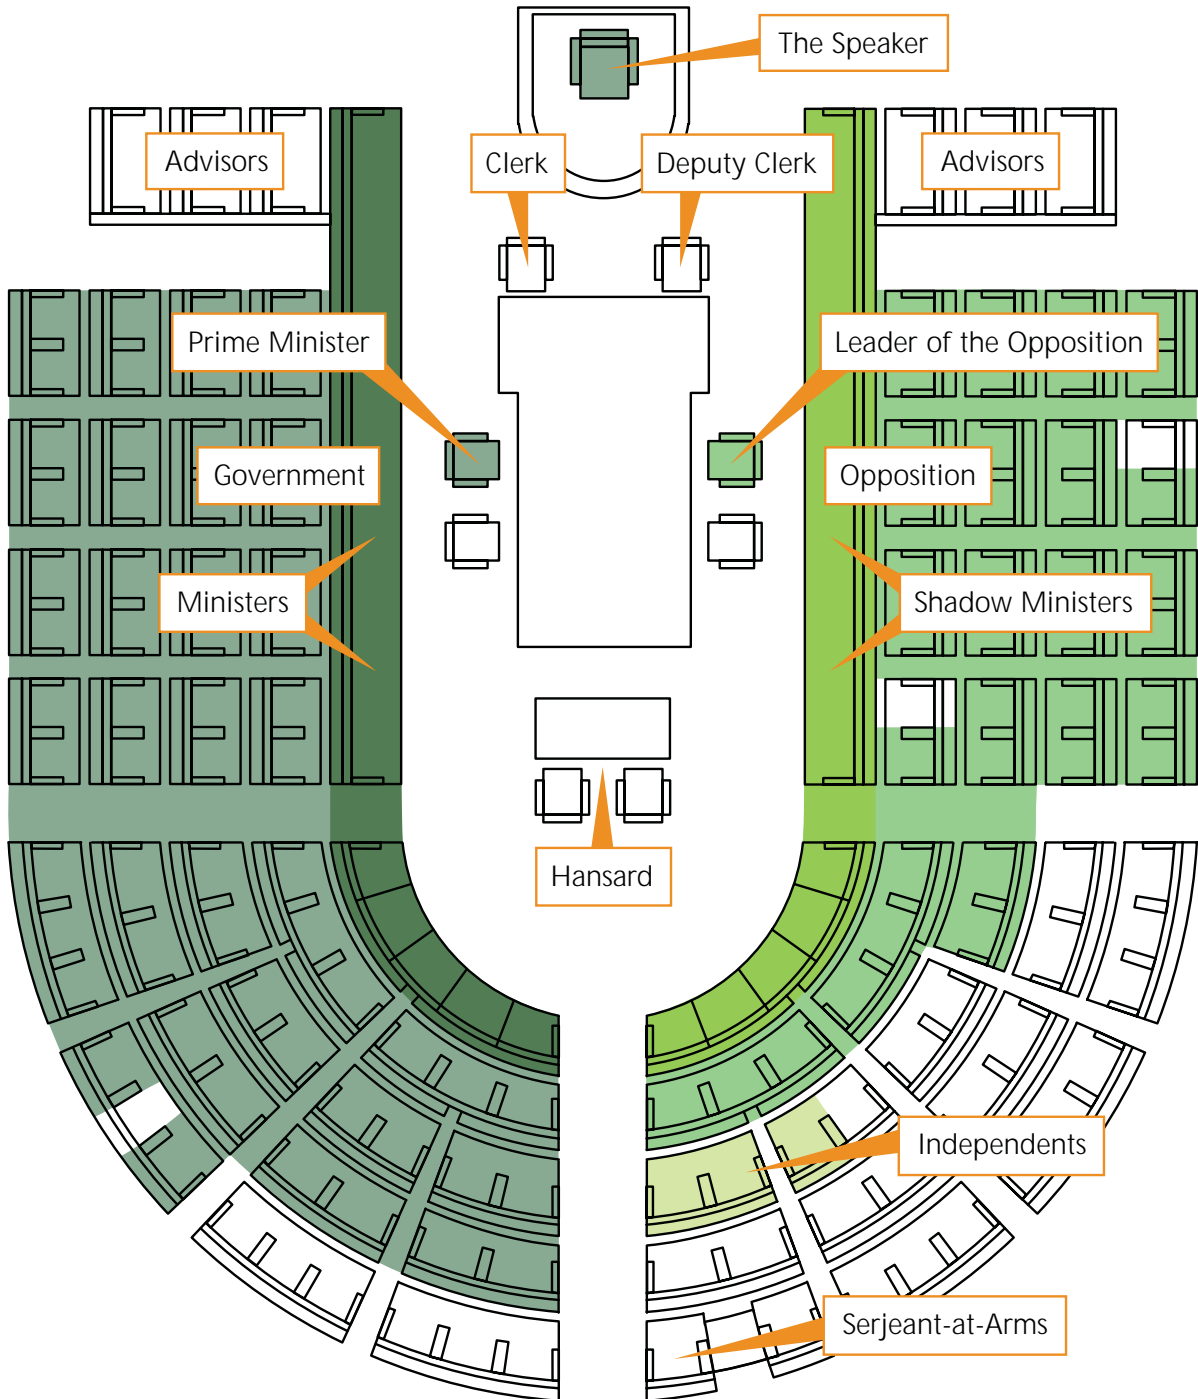 The Speaker
Advisors
Clerk
Deputy Clerk
Advisors
Prime Minister
Leader of the Opposition
Government
Opposition
Ministers
Shadow Ministers
Hansard
Independents
Serjeant-at-Arms